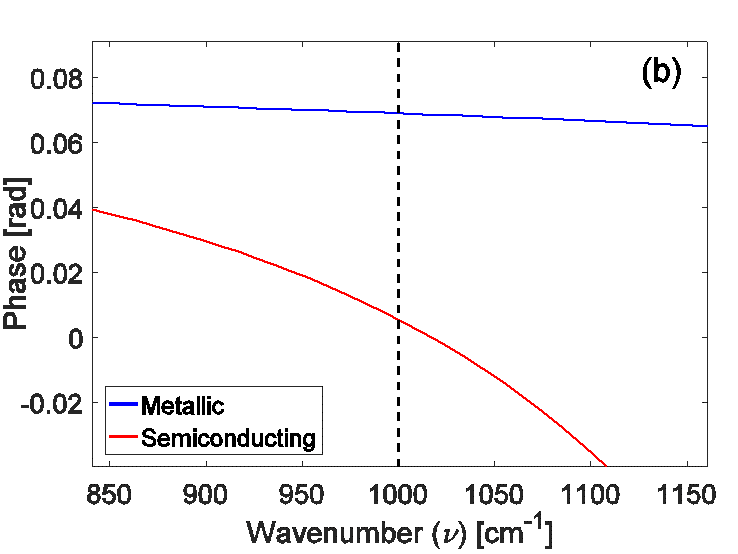 (b)
0.08
0.06
0.04
0.02
0
-0.02
Phase [rad]
Metallic
Semiconducting
850 900 950 1000 1050 1100 1150
Wavenumber (ν) [cm⁻¹]